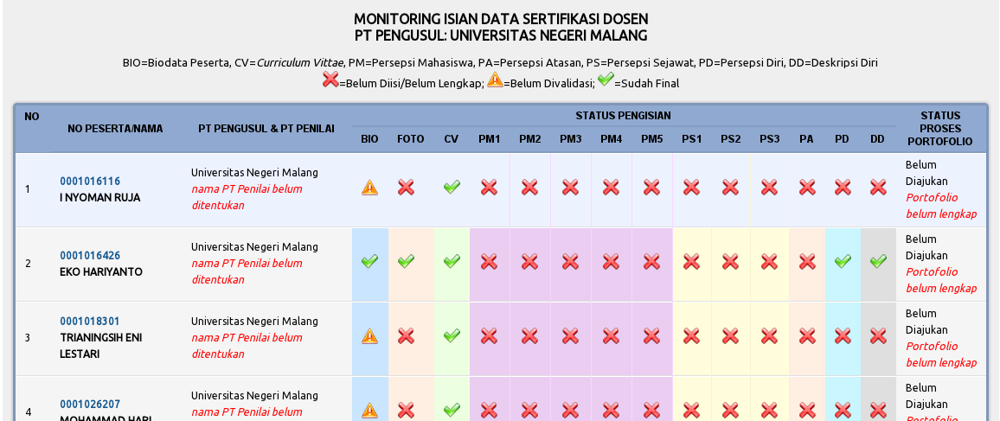 MONITORING ISIAN DATA SERTIFIKASI DOSEN
PT PENGUSUL: UNIVERSITAS NEGERI MALANG
BIO=Biodata Peserta, CV=Curriculum Vittae, PM=Persepsi Mahasiswa, PA=Persepsi Atasan, PS=Persepsi Sejawat, PD=Persepsi Diri, DD=Deskripsi Diri
=Belum Diisi/Belum Lengkap; =Belum Divalidasi; =Sudah Final
NO
NO PESERTA/NAMA
PT PENGUSUL & PT PENILAI
STATUS PENGISIAN
BIO FOTO CV PM1 PM2 PM3 PM4 PM5 PS1 PS2 PS3 PA PD DD
STATUS
PROSES
PORTOFOLIO
1
0001016116
I NYOMAN RUJA
Universitas Negeri Malang
nama PT Penilai belum
ditentukan
Belum
Diajukan
Portofolio
belum lengkap
2
0001016426
EKO HARIYANTO
Universitas Negeri Malang
nama PT Penilai belum
ditentukan
Belum
Diajukan
Portofolio
belum lengkap
3
0001018301
TRIANINGSIH ENI
LESTARI
Universitas Negeri Malang
nama PT Penilai belum
ditentukan
Belum
Diajukan
Portofolio
belum lengkap
4
0001026207
MOHAMMAD HARI
Universitas Negeri Malang
nama PT Penilai belum
Belum
Diajukan
Portofolio